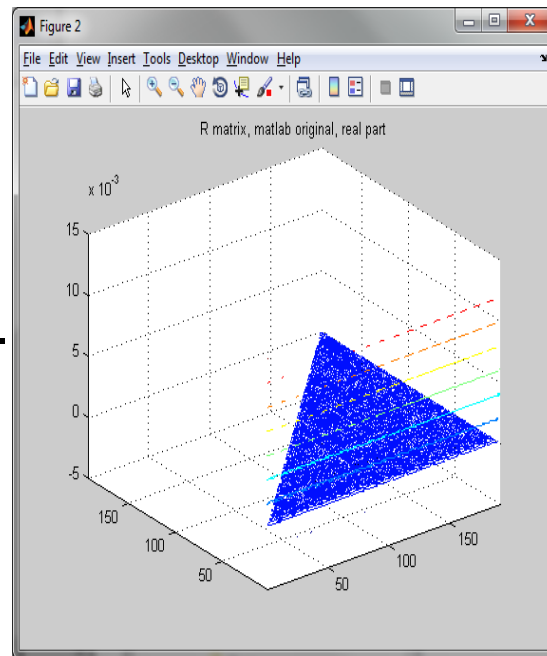 Figure 2
File Edit View Insert Tools Desktop Window Help
R matrix, matlab original, real part
x 10^-3
15
10
5
0
-5
150
100
50
50
100
150